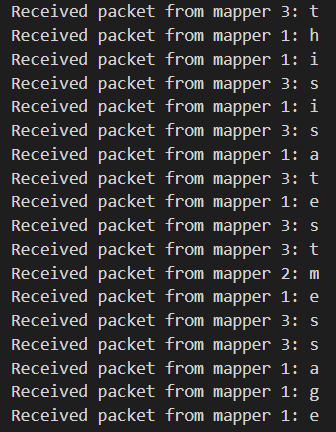 Received packet from mapper 3: t
Received packet from mapper 1: h
Received packet from mapper 1: i
Received packet from mapper 3: s
Received packet from mapper 1: i
Received packet from mapper 3: s
Received packet from mapper 1: a
Received packet from mapper 3: t
Received packet from mapper 1: e
Received packet from mapper 3: s
Received packet from mapper 3: t
Received packet from mapper 2: m
Received packet from mapper 1: e
Received packet from mapper 3: s
Received packet from mapper 3: s
Received packet from mapper 1: a
Received packet from mapper 1: g
Received packet from mapper 1: e